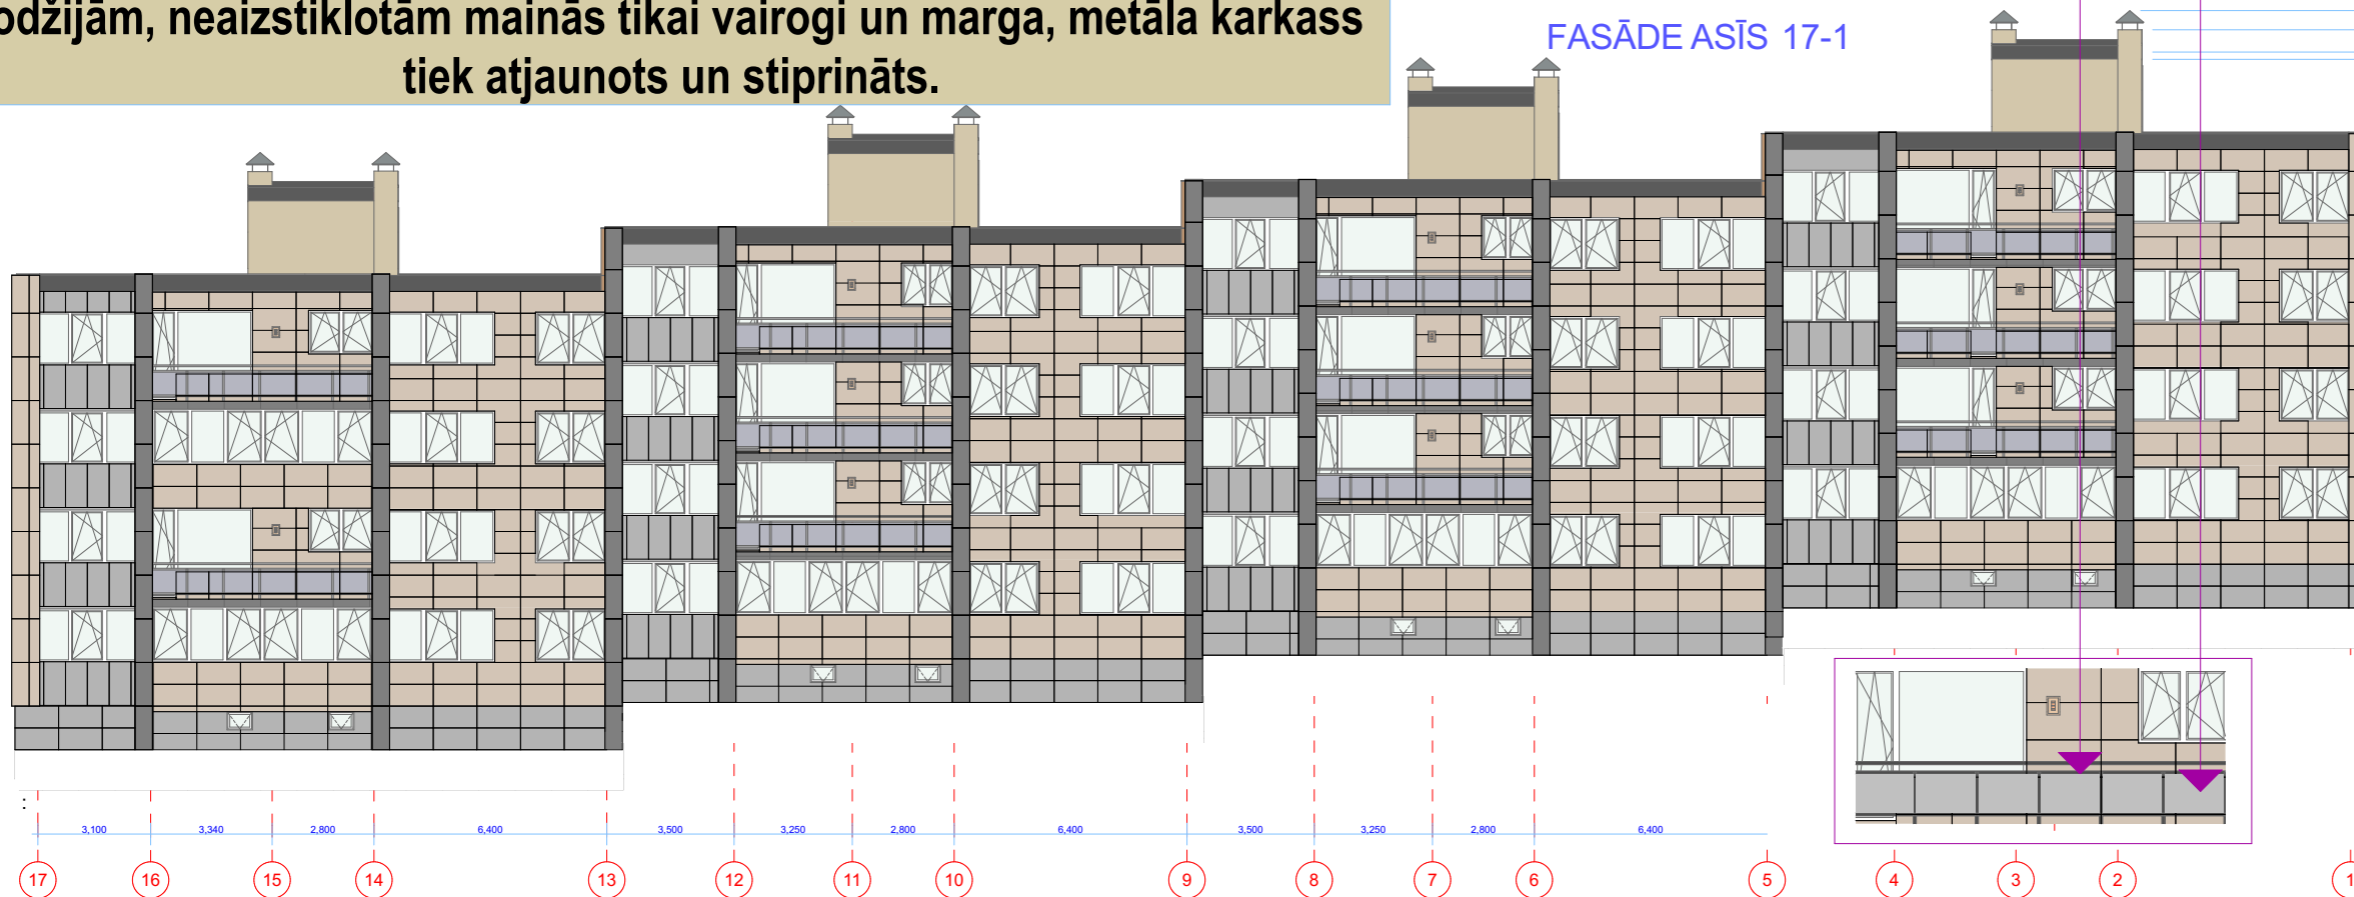 odžijām, neaizstiklotām mainās tikai vairogi un marga, metāla karkass
tiek atjaunots un stiprināts.
FASĀDE ASĪS 17-1
:
3,100 3,340 2,800 6,400 3,500 3,250 2,800 6,400 3,500 3,250 2,800 6,400
17 16 15 14 13 12 11 10 9 8 7 6 5 4 3 2 1